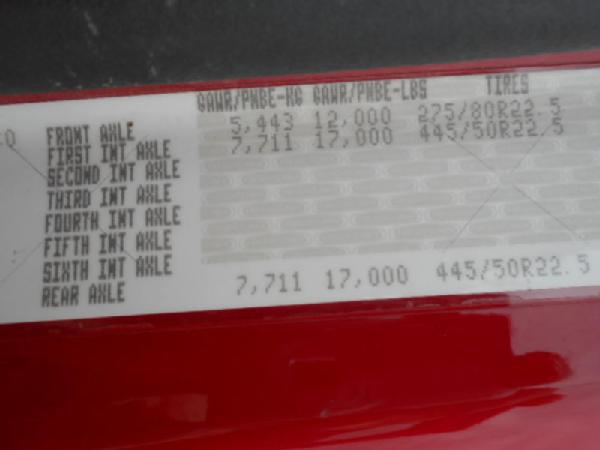 GAWR/PNBE-KG GAWR/PNBE-LBS TIRES
FRONT AXLE 5,443 12,000 275/80R22.5
FIRST INT AXLE 7,711 17,000 445/50R22.5
SECOND INT AXLE
THIRD INT AXLE
FOURTH INT AXLE
FIFTH INT AXLE
SIXTH INT AXLE
REAR AXLE 7,711 17,000 445/50R22.5